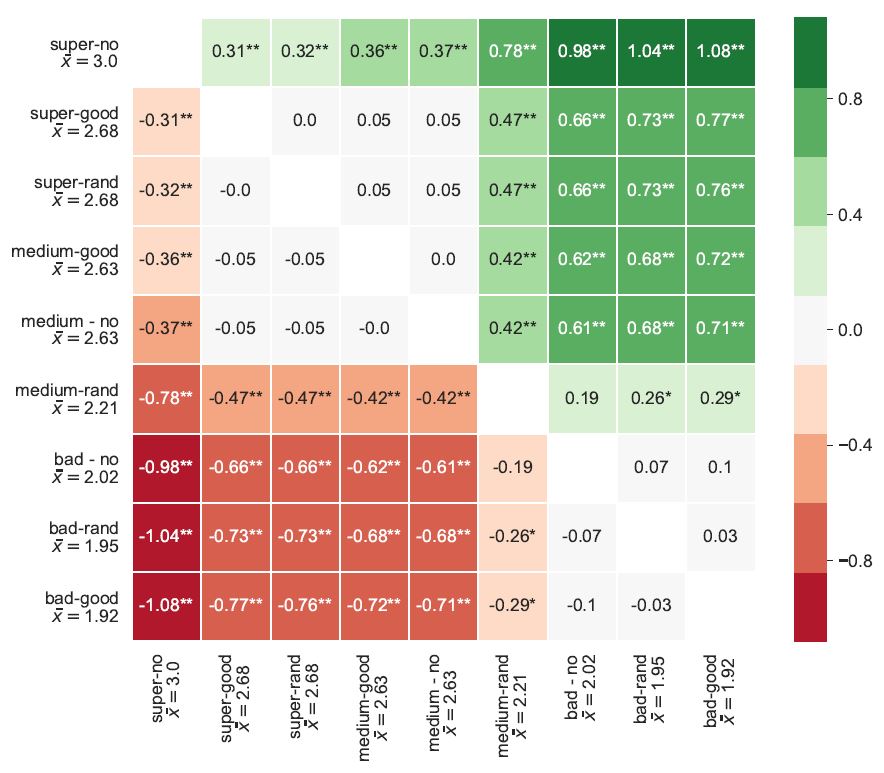 super-no
x̄ = 3.0
0.31** 0.32** 0.36** 0.37** 0.78** 0.98** 1.04** 1.08**
super-good
x̄ = 2.68
-0.31** 0.0 0.05 0.05 0.47** 0.66** 0.73** 0.77**
super-rand
x̄ = 2.68
-0.32** -0.0 0.05 0.05 0.47** 0.66** 0.73** 0.76**
medium-good
x̄ = 2.63
-0.36** -0.05 -0.05 0.0 0.42** 0.62** 0.68** 0.72**
medium - no
x̄ = 2.63
-0.37** -0.05 -0.05 -0.0 0.42** 0.61** 0.68** 0.71**
medium-rand
x̄ = 2.21
-0.78** -0.47** -0.47** -0.42** -0.42** 0.19 0.26* 0.29*
bad - no
x̄ = 2.02
-0.98** -0.66** -0.66** -0.62** -0.61** -0.19 0.07 0.1
bad-rand
x̄ = 1.95
-1.04** -0.73** -0.73** -0.68** -0.68** -0.26* -0.07 0.03
bad-good
x̄ = 1.92
-1.08** -0.77** -0.76** -0.72** -0.71** -0.29* -0.1 -0.03
super-no
x̄ = 3.0
super-good
x̄ = 2.68
super-rand
x̄ = 2.68
medium-good
x̄ = 2.63
medium - no
x̄ = 2.63
medium-rand
x̄ = 2.21
bad - no
x̄ = 2.02
bad-rand
x̄ = 1.95
bad-good
x̄ = 1.92
0.8
0.4
0.0
−0.4
−0.8